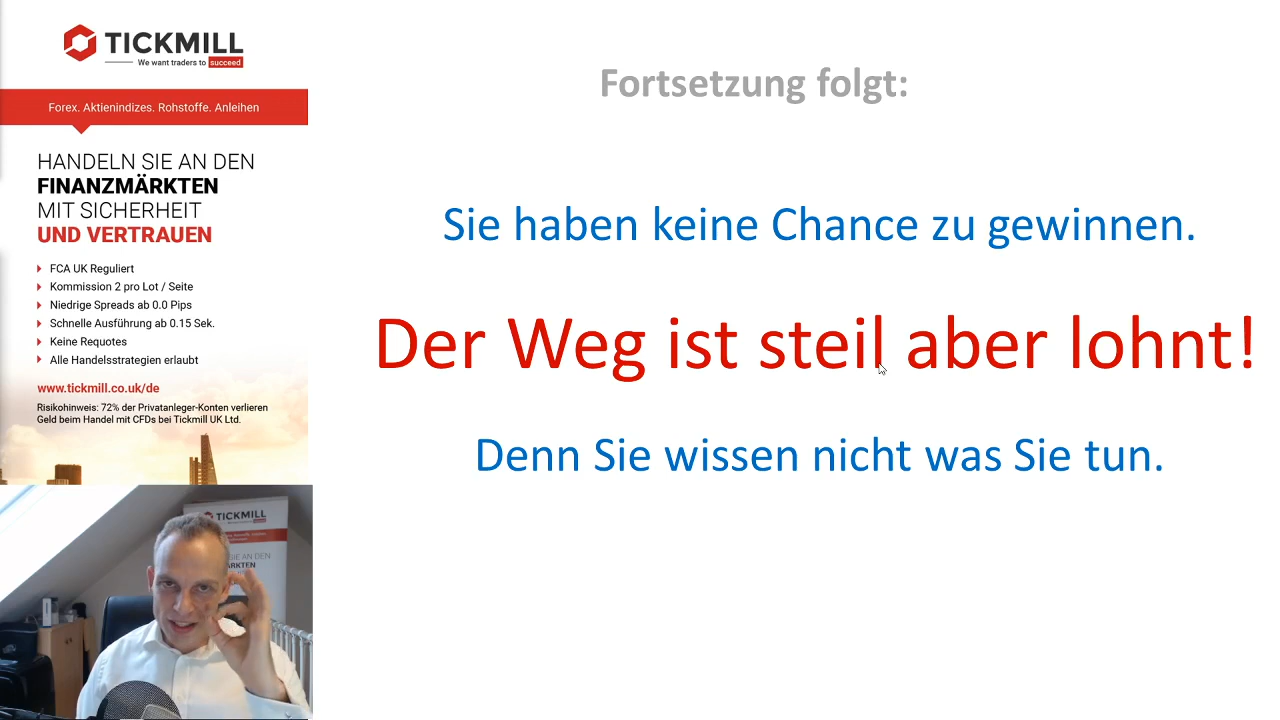 TICKMILL
We want traders to succeed
Forex. Aktienindizes. Rohstoffe. Anleihen
HANDELN SIE AN DEN
FINANZMÄRKTEN
MIT SICHERHEIT
UND VERTRAUEN
FCA UK Reguliert
Kommission 2 pro Lot / Seite
Niedrige Spreads ab 0.0 Pips
Schnelle Ausführung ab 0.15 Sek.
Keine Requotes
Alle Handelsstrategien erlaubt
www.tickmill.co.uk/de
Risikohinweis: 72% der Privatanleger-Konten verlieren
Geld beim Handel mit CFDs bei Tickmill UK Ltd.
Fortsetzung folgt:
Sie haben keine Chance zu gewinnen.
Der Weg ist steil aber lohnt!
Denn Sie wissen nicht was Sie tun.
TICKMILL
SIE AN DEN